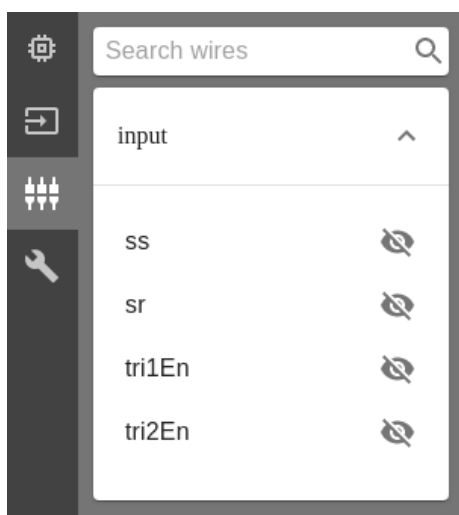 Search wires
input
ss
sr
tri1En
tri2En